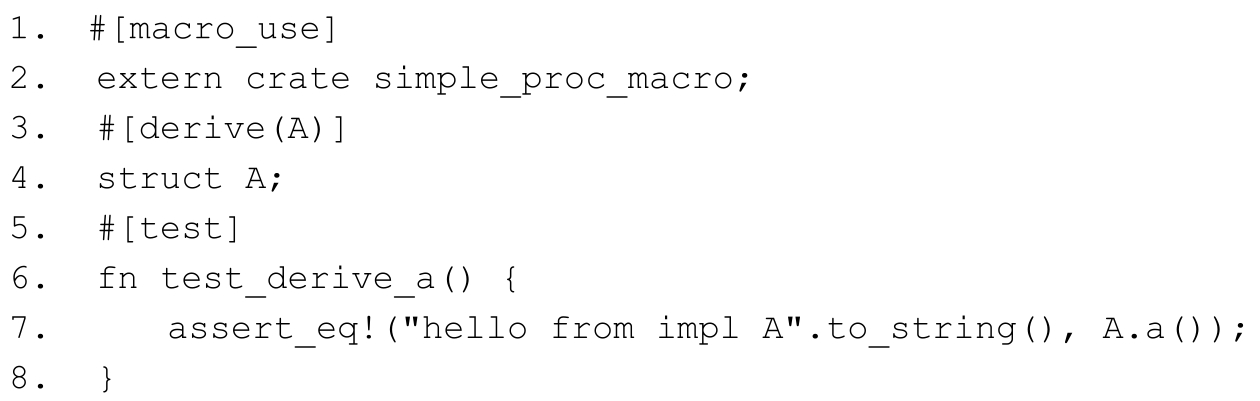 1. #[macro_use]
2. extern crate simple_proc_macro;
3. #[derive(A)]
4. struct A;
5. #[test]
6. fn test_derive_a() {
7. assert_eq!("hello from impl A".to_string(), A.a());
8. }